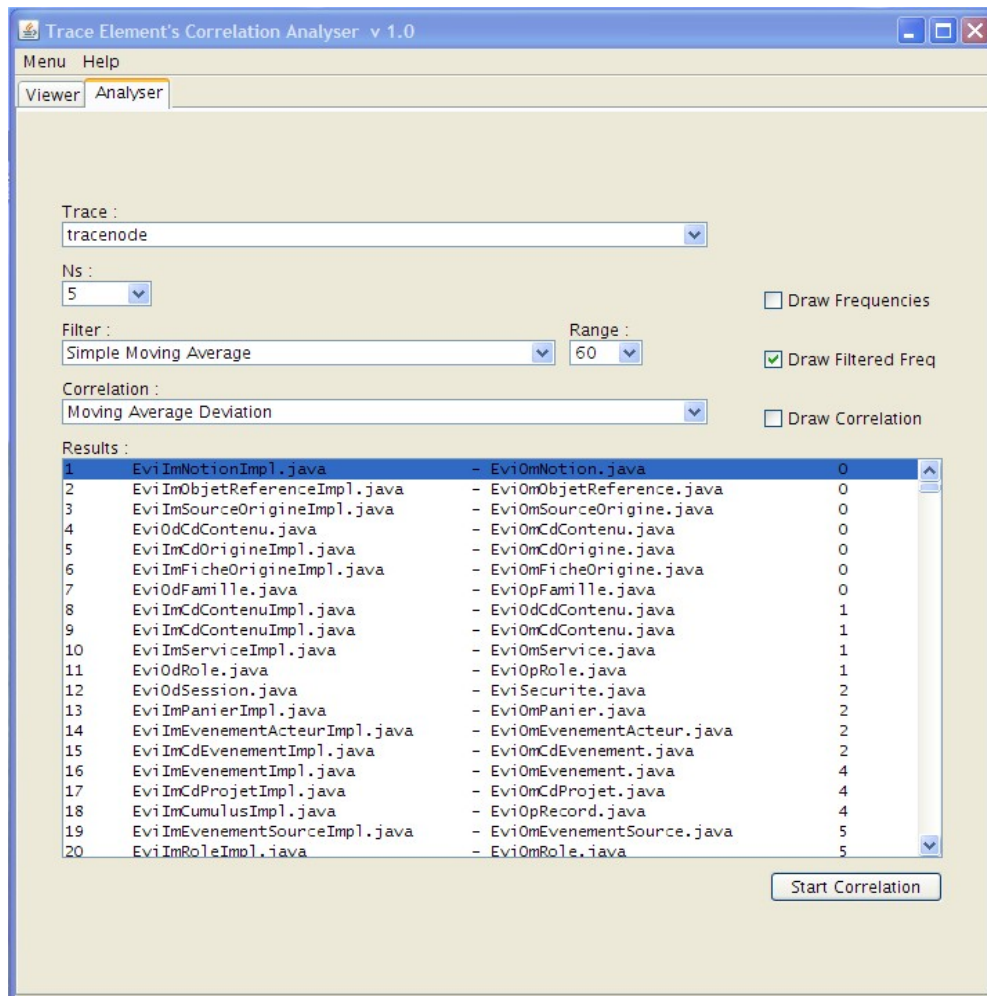 Trace Element's Correlation Analyser v 1.0
Menu Help
Viewer Analyser
Trace :
tracenode
Ns :
5
Draw Frequencies
Filter : Range :
Simple Moving Average 60
Draw Filtered Freq
Correlation :
Moving Average Deviation
Draw Correlation
Results :
1 EviImNotionImpl.java - EviOmNotion.java 0
2 EviImObjetReferenceImpl.java - EviOmObjetReference.java 0
3 EviImSourceOrigineImpl.java - EviOmSourceOrigine.java 0
4 EviOdCdContenu.java - EviOmCdContenu.java 0
5 EviImCdOrigineImpl.java - EviOmCdOrigine.java 0
6 EviImFicheOrigineImpl.java - EviOmFicheOrigine.java 0
7 EviOdFamille.java - EviOpFamille.java 0
8 EviImCdContenuImpl.java - EviOdCdContenu.java 1
9 EviImCdContenuImpl.java - EviOmCdContenu.java 1
10 EviImServiceImpl.java - EviOmService.java 1
11 EviOdRole.java - EviOpRole.java 1
12 EviOdSession.java - EviSecurite.java 2
13 EviImPanierImpl.java - EviOmPanier.java 2
14 EviImEvenementActeurImpl.java - EviOmEvenementActeur.java 2
15 EviImCdEvenementImpl.java - EviOmCdEvenement.java 2
16 EviImEvenementImpl.java - EviOmEvenement.java 4
17 EviImCdProjetImpl.java - EviOmCdProjet.java 4
18 EviImCumulusImpl.java - EviOpRecord.java 4
19 EviImEvenementSourceImpl.java - EviOmEvenementSource.java 5
20 EviImRoleImpl.java - EviOmRole.java 5
Start Correlation